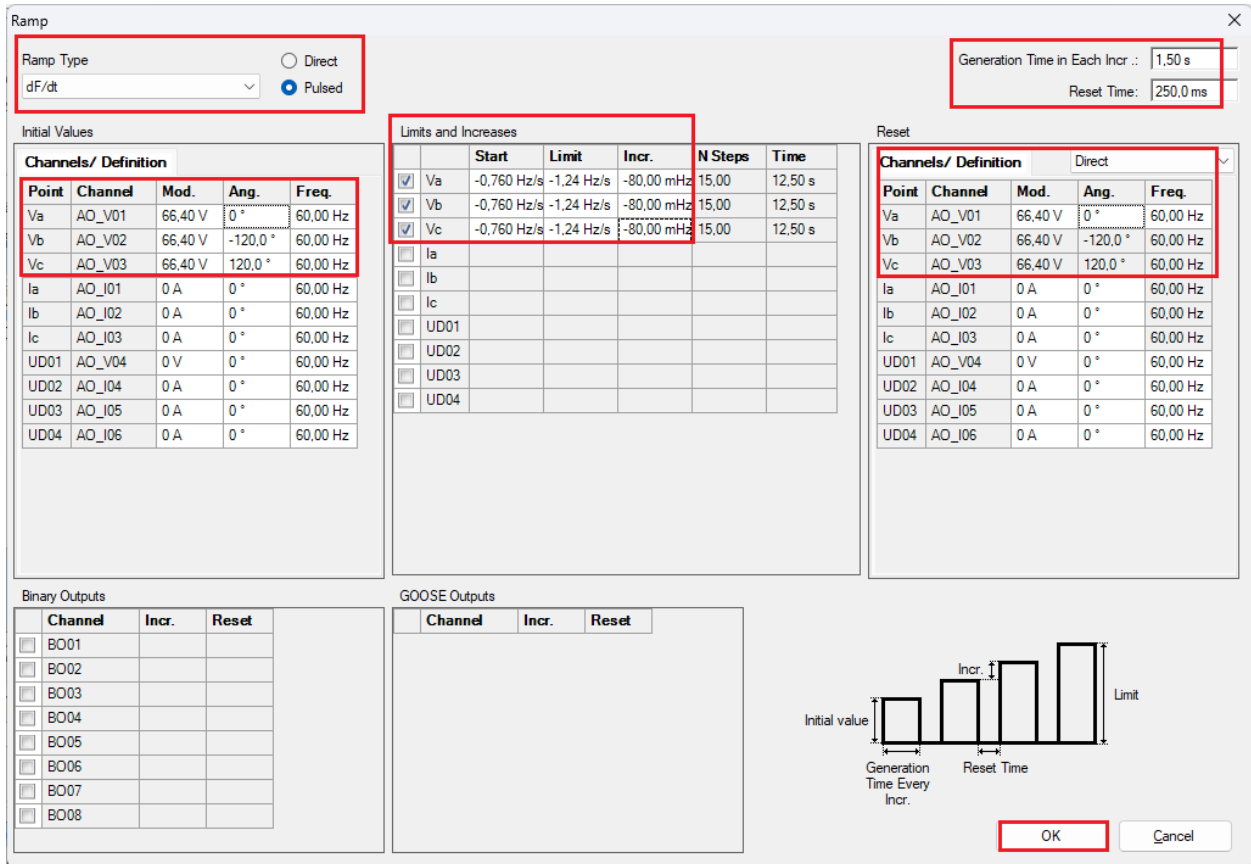 Ramp
Ramp Type
Direct
dF/dt
Pulsed
Generation Time in Each Incr .: 1,50 s
Reset Time: 250,0 ms
Initial Values
Channels/ Definition
Point Channel Mod. Ang. Freq.
Va AO_V01 66,40 V 0 ° 60,00 Hz
Vb AO_V02 66,40 V -120,0 ° 60,00 Hz
Vc AO_V03 66,40 V 120,0 ° 60,00 Hz
Ia AO_I01 0 A 0 ° 60,00 Hz
Ib AO_I02 0 A 0 ° 60,00 Hz
Ic AO_I03 0 A 0 ° 60,00 Hz
UD01 AO_V04 0 V 0 ° 60,00 Hz
UD02 AO_I04 0 A 0 ° 60,00 Hz
UD03 AO_I05 0 A 0 ° 60,00 Hz
UD04 AO_I06 0 A 0 ° 60,00 Hz
Limits and Increases
Start Limit Incr. N Steps Time
Va -0,760 Hz/s -1,24 Hz/s -80,00 mHz 15,00 12,50 s
Vb -0,760 Hz/s -1,24 Hz/s -80,00 mHz 15,00 12,50 s
Vc -0,760 Hz/s -1,24 Hz/s -80,00 mHz 15,00 12,50 s
Ia
Ib
Ic
UD01
UD02
UD03
UD04
Reset
Channels/ Definition Direct
Point Channel Mod. Ang. Freq.
Va AO_V01 66,40 V 0 ° 60,00 Hz
Vb AO_V02 66,40 V -120,0 ° 60,00 Hz
Vc AO_V03 66,40 V 120,0 ° 60,00 Hz
Ia AO_I01 0 A 0 ° 60,00 Hz
Ib AO_I02 0 A 0 ° 60,00 Hz
Ic AO_I03 0 A 0 ° 60,00 Hz
UD01 AO_V04 0 V 0 ° 60,00 Hz
UD02 AO_I04 0 A 0 ° 60,00 Hz
UD03 AO_I05 0 A 0 ° 60,00 Hz
UD04 AO_I06 0 A 0 ° 60,00 Hz
Binary Outputs
Channel Incr. Reset
BO01
BO02
BO03
BO04
BO05
BO06
BO07
BO08
GOOSE Outputs
Channel Incr. Reset
Incr.
Limit
Initial value
Generation
Time Every
Incr.
Reset Time
OK
Cancel